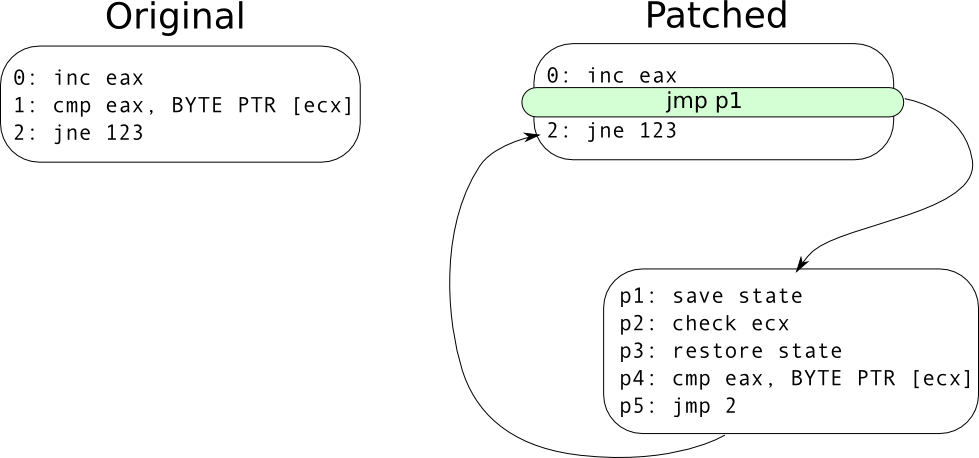 Original
0: inc eax
1: cmp eax, BYTE PTR [ecx]
2: jne 123
Patched
0: inc eax
jmp p1
2: jne 123
p1: save state
p2: check ecx
p3: restore state
p4: cmp eax, BYTE PTR [ecx]
p5: jmp 2